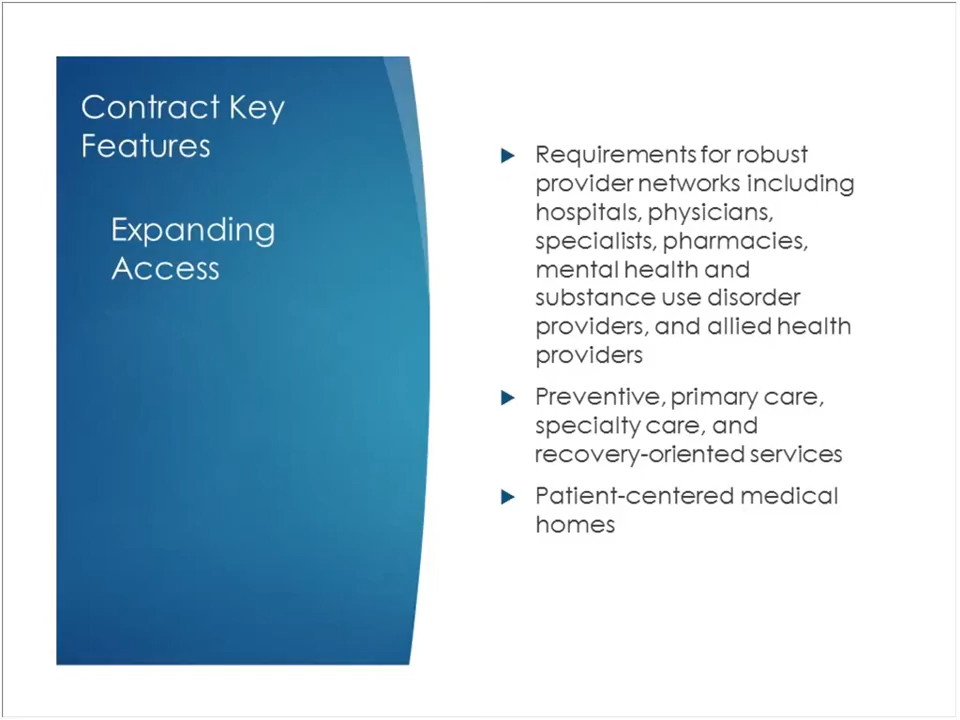 Contract Key
Features
Expanding
Access
Requirements for robust
provider networks including
hospitals, physicians,
specialists, pharmacies,
mental health and
substance use disorder
providers, and allied health
providers
Preventive, primary care,
specialty care, and
recovery-oriented services
Patient-centered medical
homes